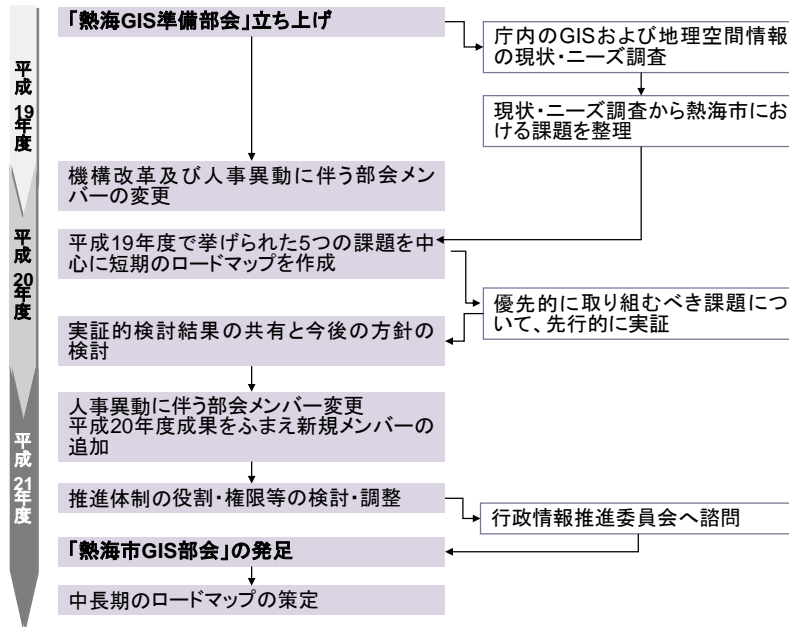 平成19年度
平成20年度
平成21年度
「熱海GIS準備部会」立ち上げ
庁内のGISおよび地理空間情報
の現状・ニーズ調査
現状・ニーズ調査から熱海市にお
ける課題を整理
機構改革及び人事異動に伴う部会メン
バーの変更
平成19年度で挙げられた5つの課題を中
心に短期のロードマップを作成
優先的に取り組むべき課題につ
いて、先行的に実証
実証的検討結果の共有と今後の方針の
検討
人事異動に伴う部会メンバー変更
平成20年度成果をふまえ新規メンバーの
追加
推進体制の役割・権限等の検討・調整
行政情報推進委員会へ諮問
「熱海市GIS部会」の発足
中長期のロードマップの策定